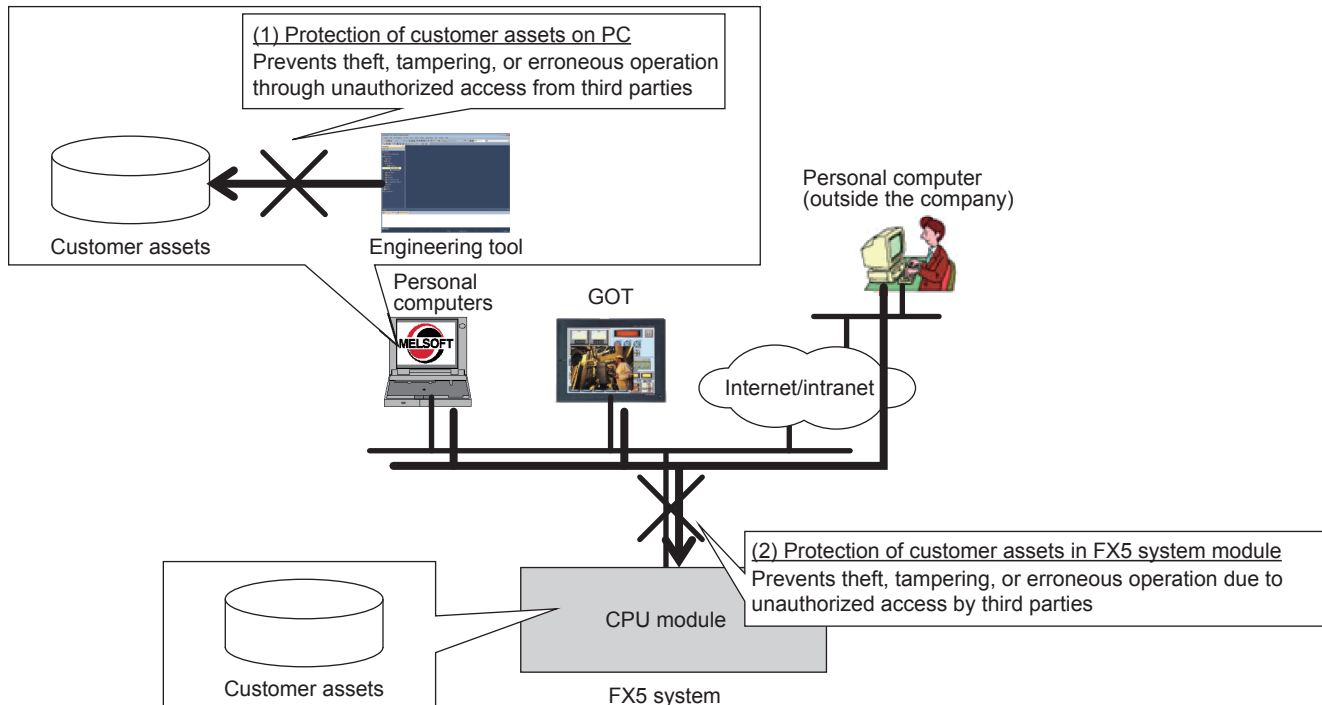 (1) Protection of customer assets on PC
Prevents theft, tampering, or erroneous operation
through unauthorized access from third parties
Customer assets
Engineering tool
Personal computer
(outside the company)
Personal
computers
GOT
MELSOFT
Internet/intranet
(2) Protection of customer assets in FX5 system module
Prevents theft, tampering, or erroneous operation due to
unauthorized access by third parties
CPU module
Customer assets
FX5 system